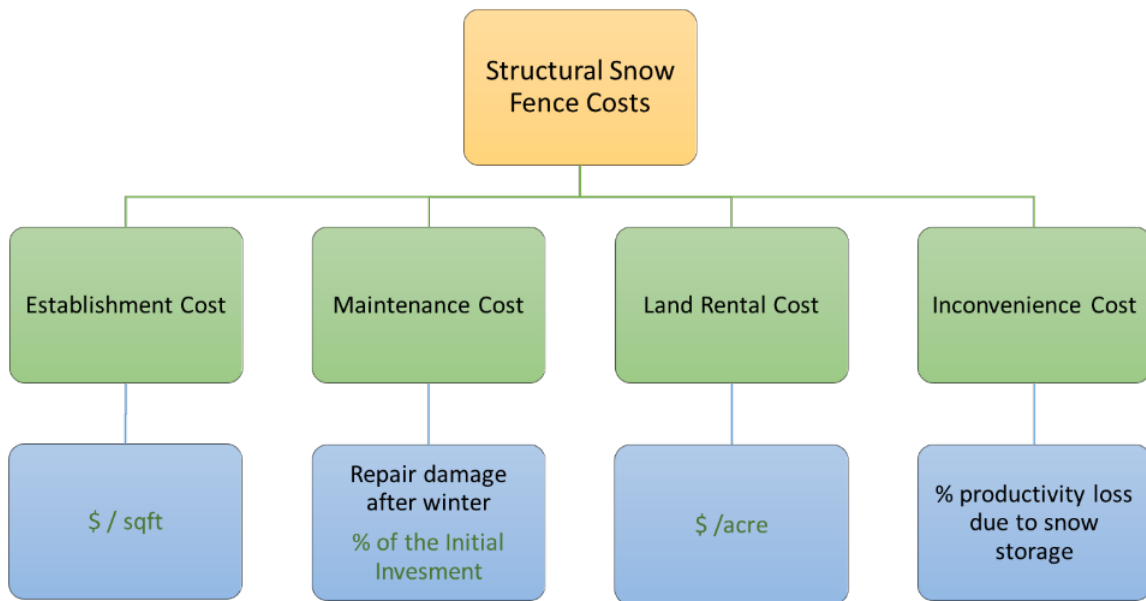 Structural Snow
Fence Costs
Establishment Cost
Maintenance Cost
Land Rental Cost
Inconvenience Cost
$ / sqft
Repair damage
after winter
% of the Initial
Invesment
$ /acre
% productivity loss
due to snow
storage